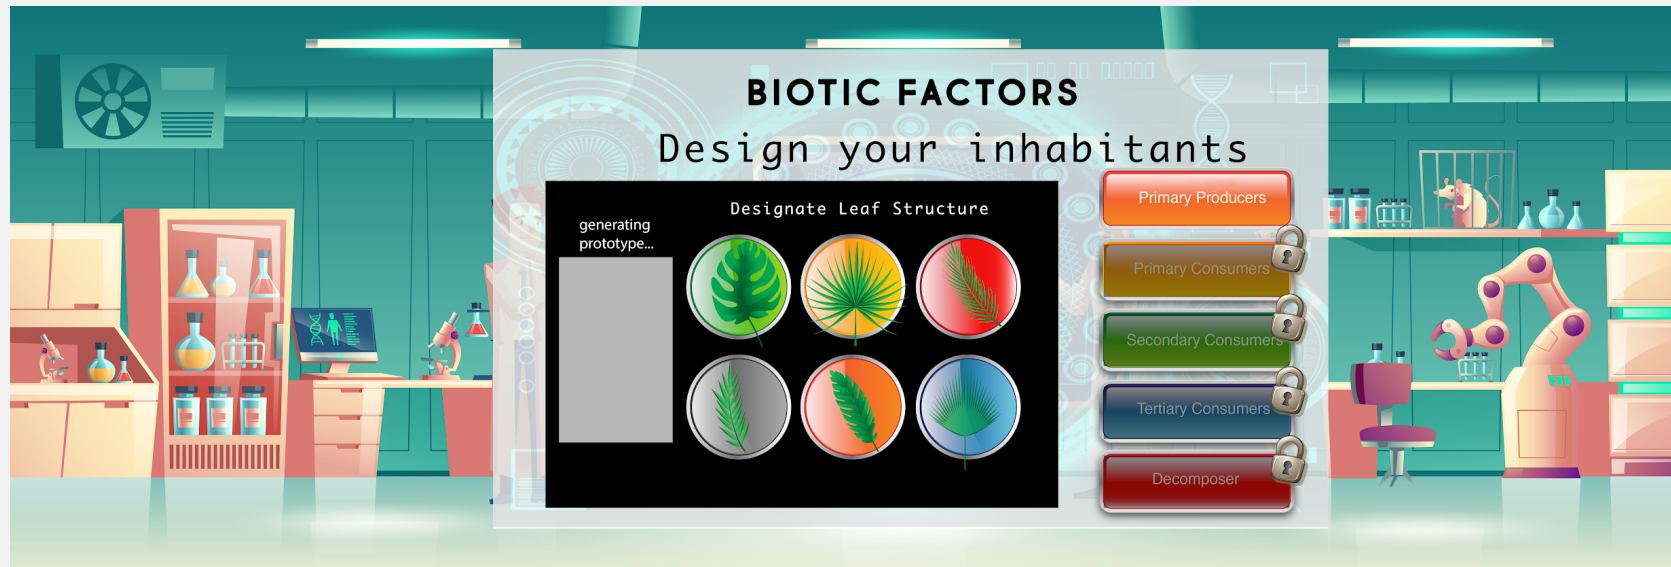 BIOTIC FACTORS
Design your inhabitants
generating
prototype...
Designate Leaf Structure
Primary Producers
Primary Consumers
Secondary Consumers
Tertiary Consumers
Decomposer